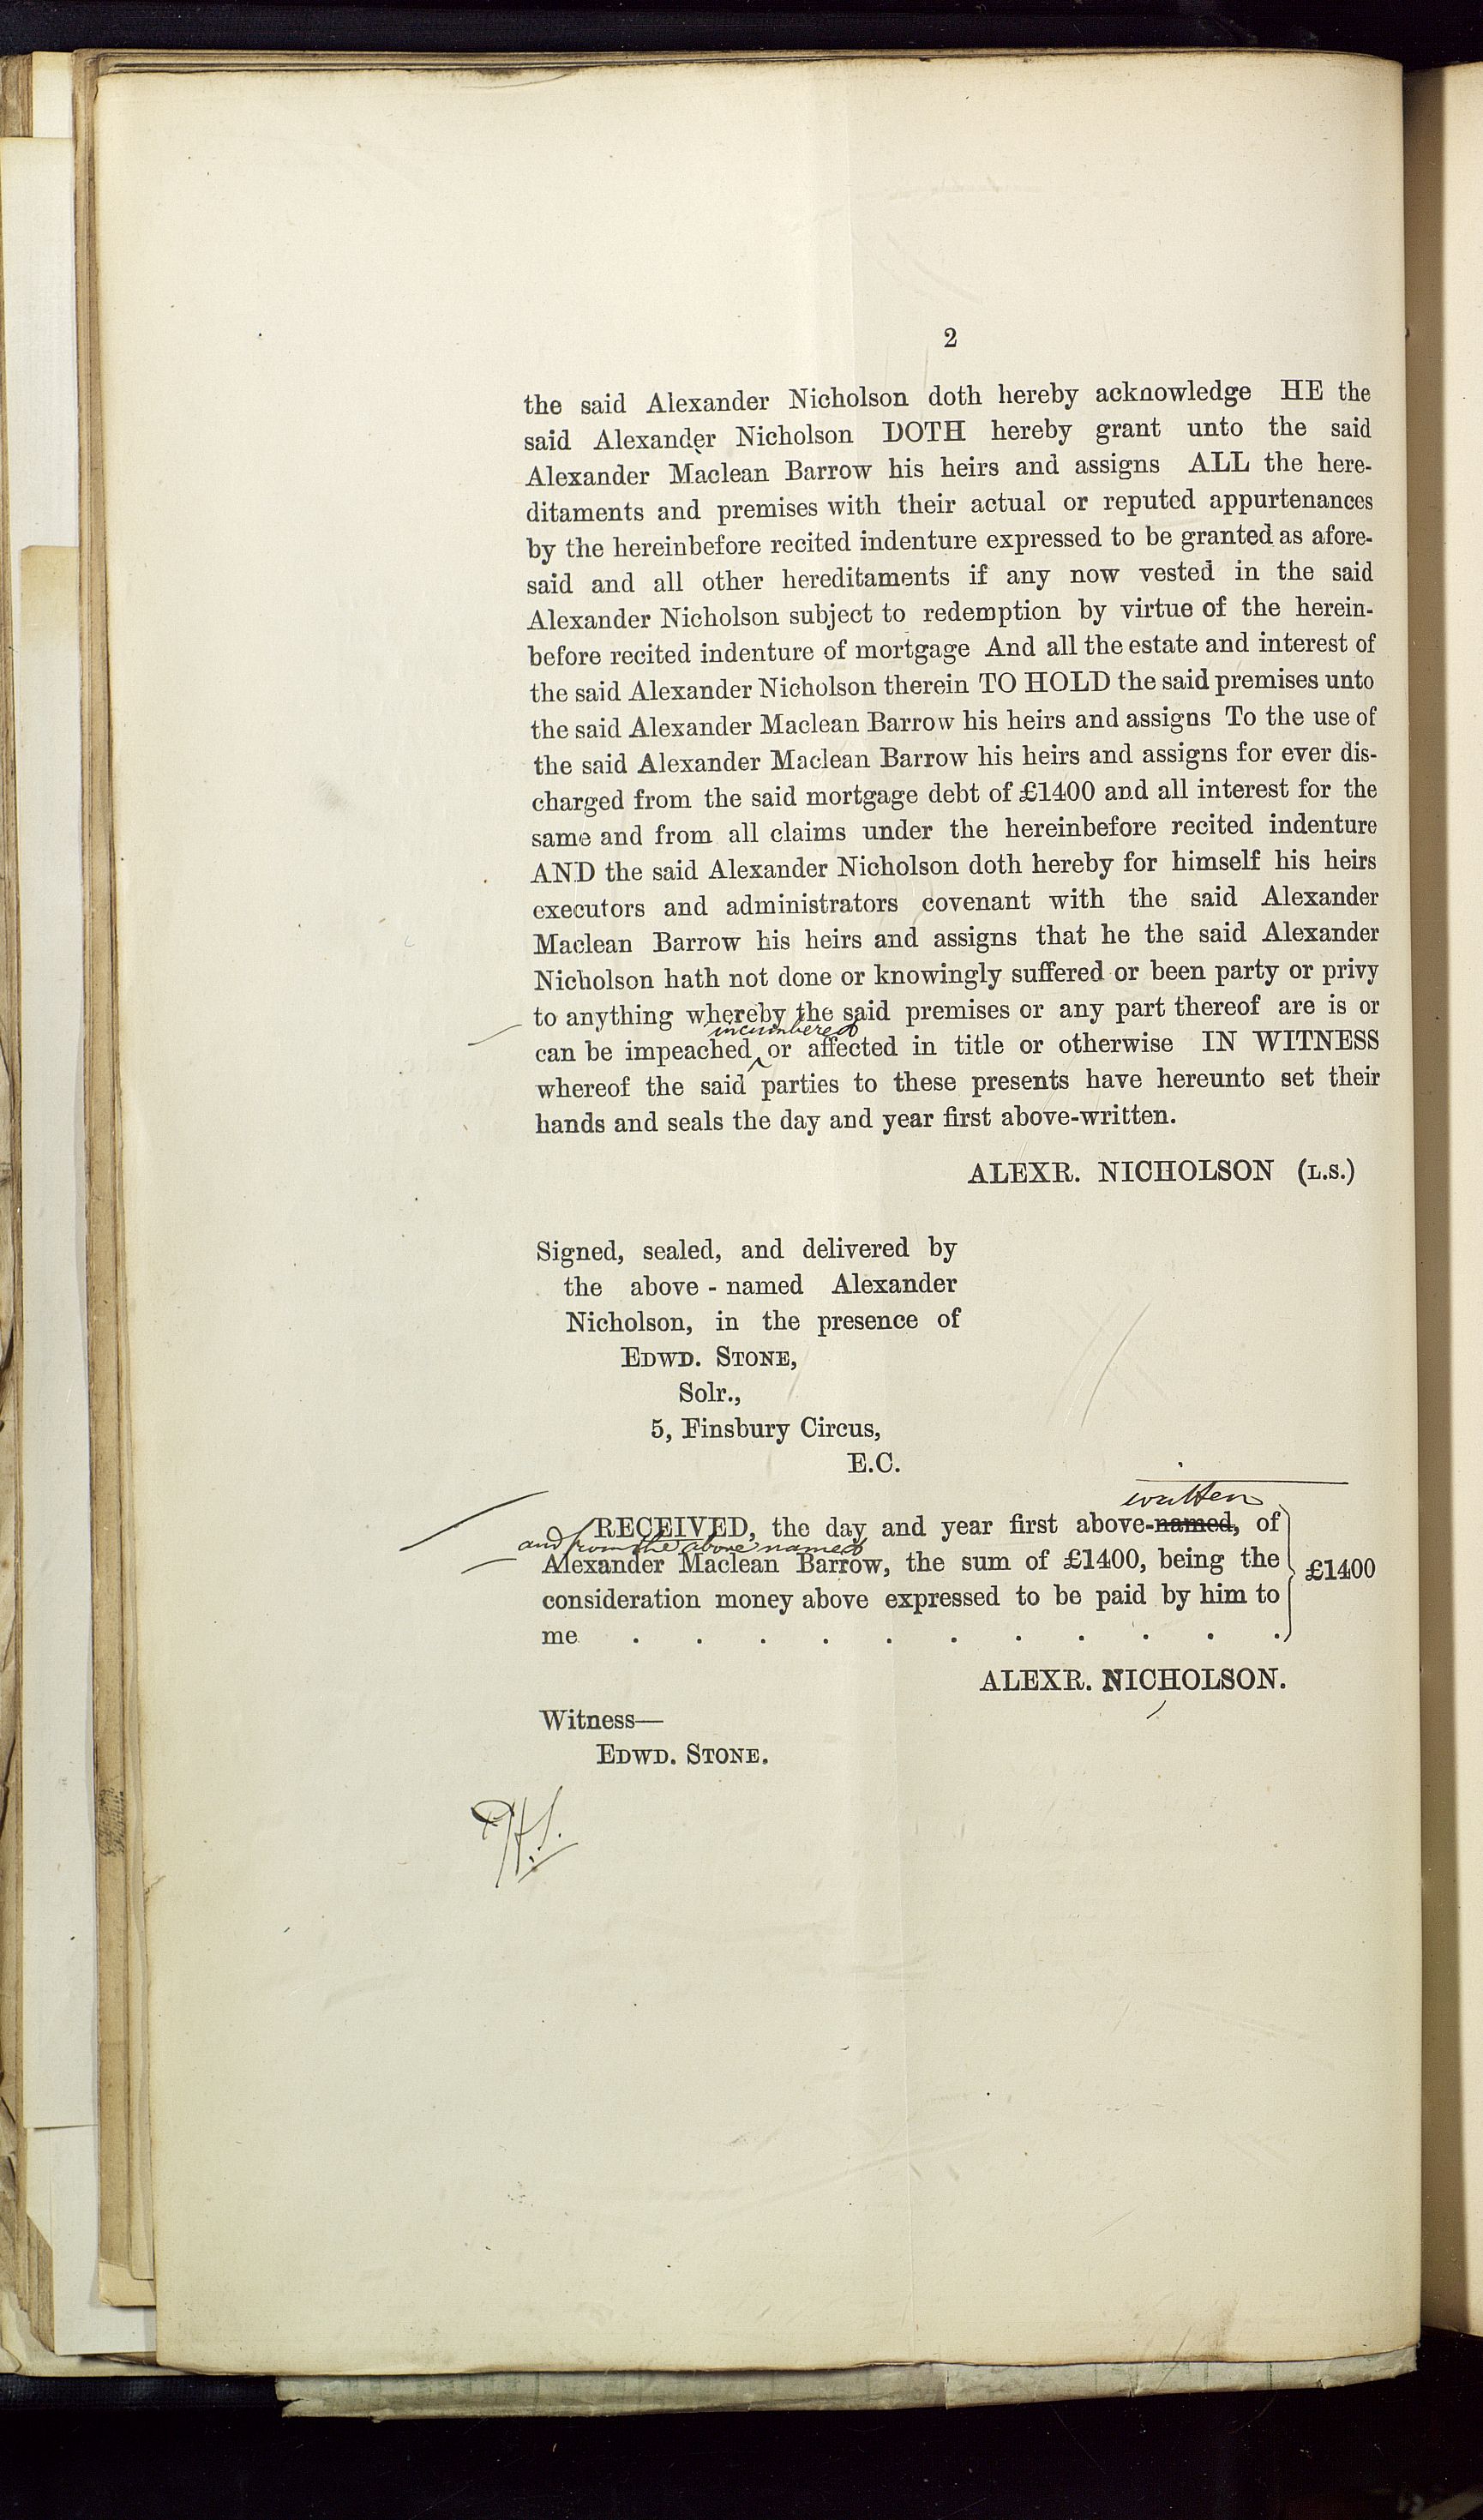 2
the said Alexander Nicholson doth hereby acknowledge HE the
said Alexander Nicholson DOTH hereby grant unto the said
Alexander Maclean Barrow his heirs and assigns ALL the here-
ditaments and premises with their actual or reputed appurtenances
by the hereinbefore recited indenture expressed to be granted as afore-
said and all other hereditaments if any now vested in the said
Alexander Nicholson subject to redemption by virtue of the herein-
before recited indenture of mortgage And all the estate and interest of
the said Alexander Nicholson therein TO HOLD the said premises unto
the said Alexander Maclean Barrow his heirs and assigns To the use of
the said Alexander Maclean Barrow his heirs and assigns for ever dis-
charged from the said mortgage debt of £1400 and all interest for the
same and from all claims under the hereinbefore recited indenture
AND the said Alexander Nicholson doth hereby for himself his heirs
executors and administrators covenant with the said Alexander
Maclean Barrow his heirs and assigns that he the said Alexander
Nicholson hath not done or knowingly suffered or been party or privy
to anything whereby the said premises or any part thereof are is or
incumbered
can be impeached or affected in title or otherwise IN WITNESS
whereof the said parties to these presents have hereunto set their
hands and seals the day and year first above-written.
ALEXR. NICHOLSON (L.S.)
Signed, sealed, and delivered by
the above-named Alexander
Nicholson, in the presence of
EDWD. STONE,
Solr.,
5, Finsbury Circus,
E.C.
written
RECEIVED, the day and year first above-named, of
and from the above named
Alexander Maclean Barrow, the sum of £1400, being the
£1400
consideration money above expressed to be paid by him to
me . . . . . . . . . . .
ALEXR. NICHOLSON.
Witness—
EDWD. STONE.